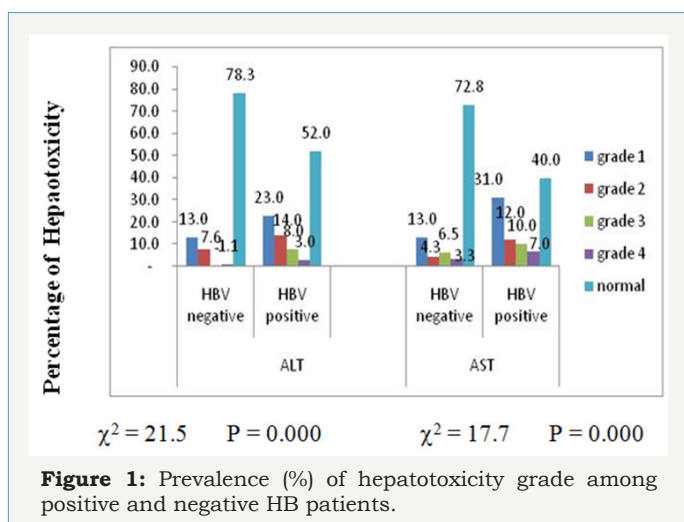 Percentage of Hepaotoxicity
90.0
80.0
70.0
60.0
50.0
40.0
30.0
20.0
10.0
-
13.0
7.6
1.1
78.3
23.0
14.0
8.0
3.0
52.0
13.0
4.3
6.5
3.3
72.8
31.0
12.0
10.0
7.0
40.0
HBV
negative
HBV
positive
HBV
negative
HBV
positive
ALT
AST
grade 1
grade 2
grade 3
grade 4
normal
χ² = 21.5 P = 0.000 χ² = 17.7 P = 0.000
Figure 1: Prevalence (%) of hepatotoxicity grade among
positive and negative HB patients.